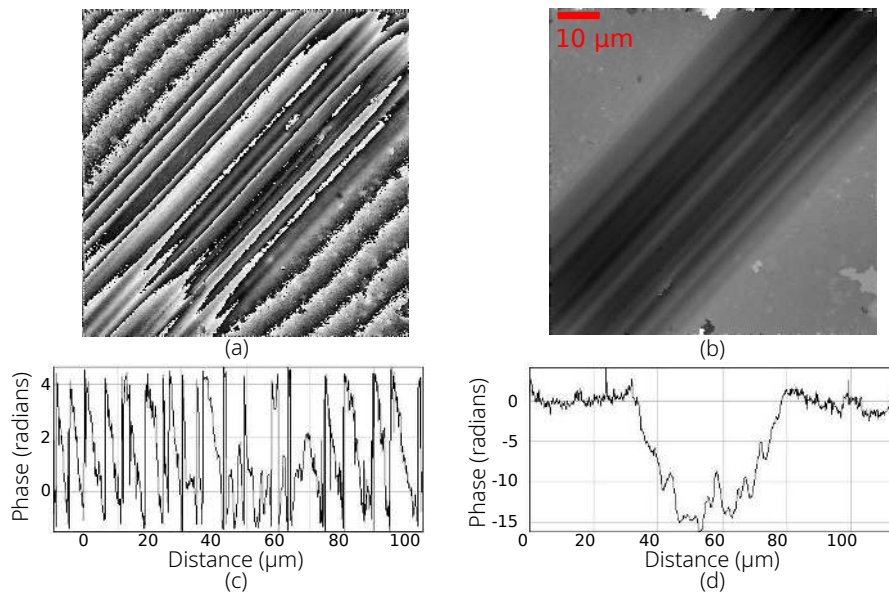 10 µm
(a)
(b)
4
2
0
Phase (radians)
0 20 40 60 80 100
Distance (µm)
(c)
0
-5
-10
-15
Phase (radians)
0 20 40 60 80 100
Distance (µm)
(d)